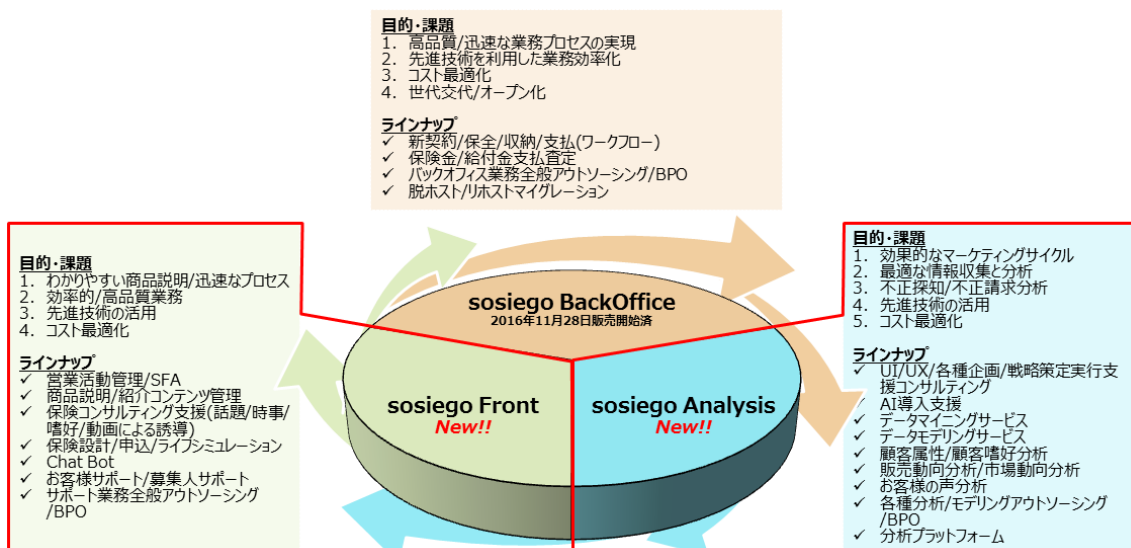 目的・課題
1. 高品質/迅速な業務プロセスの実現
2. 先進技術を利用した業務効率化
3. コスト最適化
4. 世代交代/オープン化
ラインナップ
✓ 新契約/保全/収納/支払(ワークフロー)
✓ 保険金/給付金支払査定
✓ バックオフィス業務全般アウトソーシング/BPO
✓ 脱ホスト/リホストマイグレーション
目的・課題
1. わかりやすい商品説明/迅速なプロセス
2. 効率的/高品質業務
3. 先進技術の活用
4. コスト最適化
ラインナップ
✓ 営業活動管理/SFA
✓ 商品説明/紹介コンテンツ管理
✓ 保険コンサルティング支援(話題/時事/
嗜好/動画による誘導)
✓ 保険設計/申込/ライフシミュレーション
✓ Chat Bot
✓ お客様サポート/募集人サポート
✓ サポート業務全般アウトソーシング
/BPO
sosiego BackOffice
2016年11月28日販売開始済
sosiego Front
New!!
sosiego Analysis
New!!
目的・課題
1. 効果的なマーケティングサイクル
2. 最適な情報収集と分析
3. 不正探知/不正請求分析
4. 先進技術の活用
5. コスト最適化
ラインナップ
✓ UI/UX/各種企画/戦略策定実行支
援コンサルティング
✓ AI導入支援
✓ データマイニングサービス
✓ データモデリングサービス
✓ 顧客属性/顧客嗜好分析
✓ 販売動向分析/市場動向分析
✓ お客様の声分析
✓ 各種分析/モデリングアウトソーシング
/BPO
✓ 分析プラットフォーム